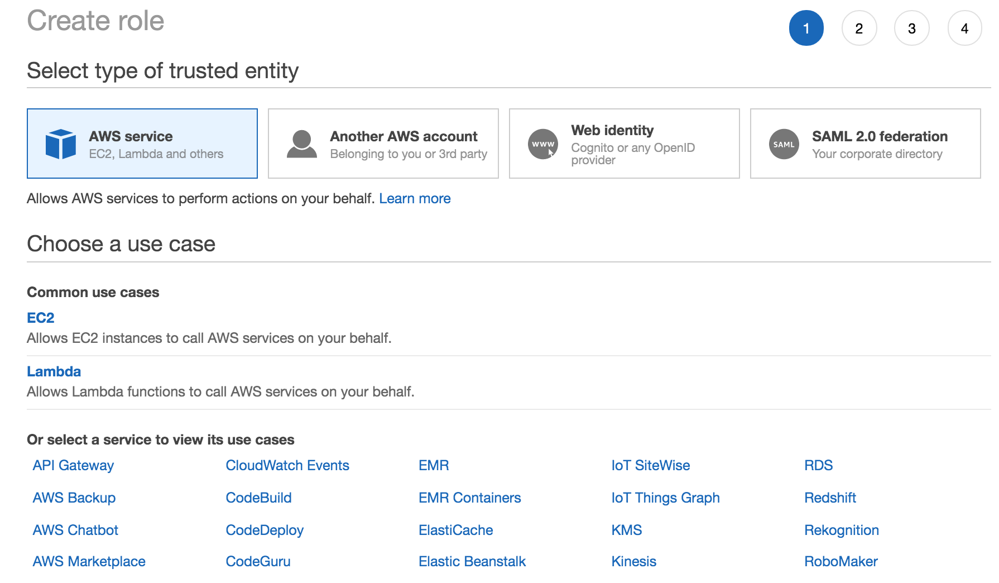 Create role
1 2 3 4
Select type of trusted entity
AWS service
EC2, Lambda and others
Another AWS account
Belonging to you or 3rd party
www
Web identity
Cognito or any OpenID
provider
SAML
SAML 2.0 federation
Your corporate directory
Allows AWS services to perform actions on your behalf. Learn more
Choose a use case
Common use cases
EC2
Allows EC2 instances to call AWS services on your behalf.
Lambda
Allows Lambda functions to call AWS services on your behalf.
Or select a service to view its use cases
API Gateway CloudWatch Events EMR IoT SiteWise RDS
AWS Backup CodeBuild EMR Containers IoT Things Graph Redshift
AWS Chatbot CodeDeploy ElastiCache KMS Rekognition
AWS Marketplace CodeGuru Elastic Beanstalk Kinesis RoboMaker